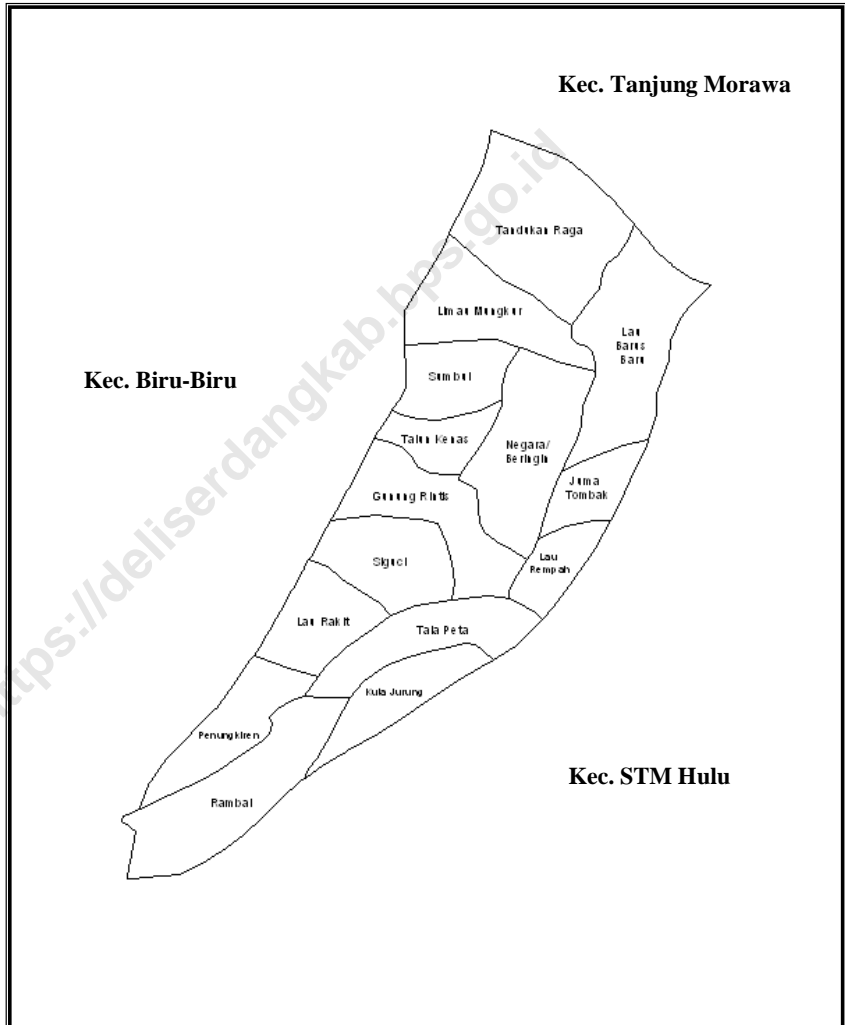 Kec. Tanjung Morawa
Tandukan Raga
Limau Mungkur
Lau
Barus
Baru
Kec. Biru-Biru
Sumbul
Talun Kenas
Negara/
Beringin
Juma
Tombak
Gunung Rintis
Siguci
Lau
Rempah
Lau Rakit
Tala Peta
Kuta Jurung
Penungkiren
Kec. STM Hulu
Rambai
https://deliserdangkab.bps.go.id